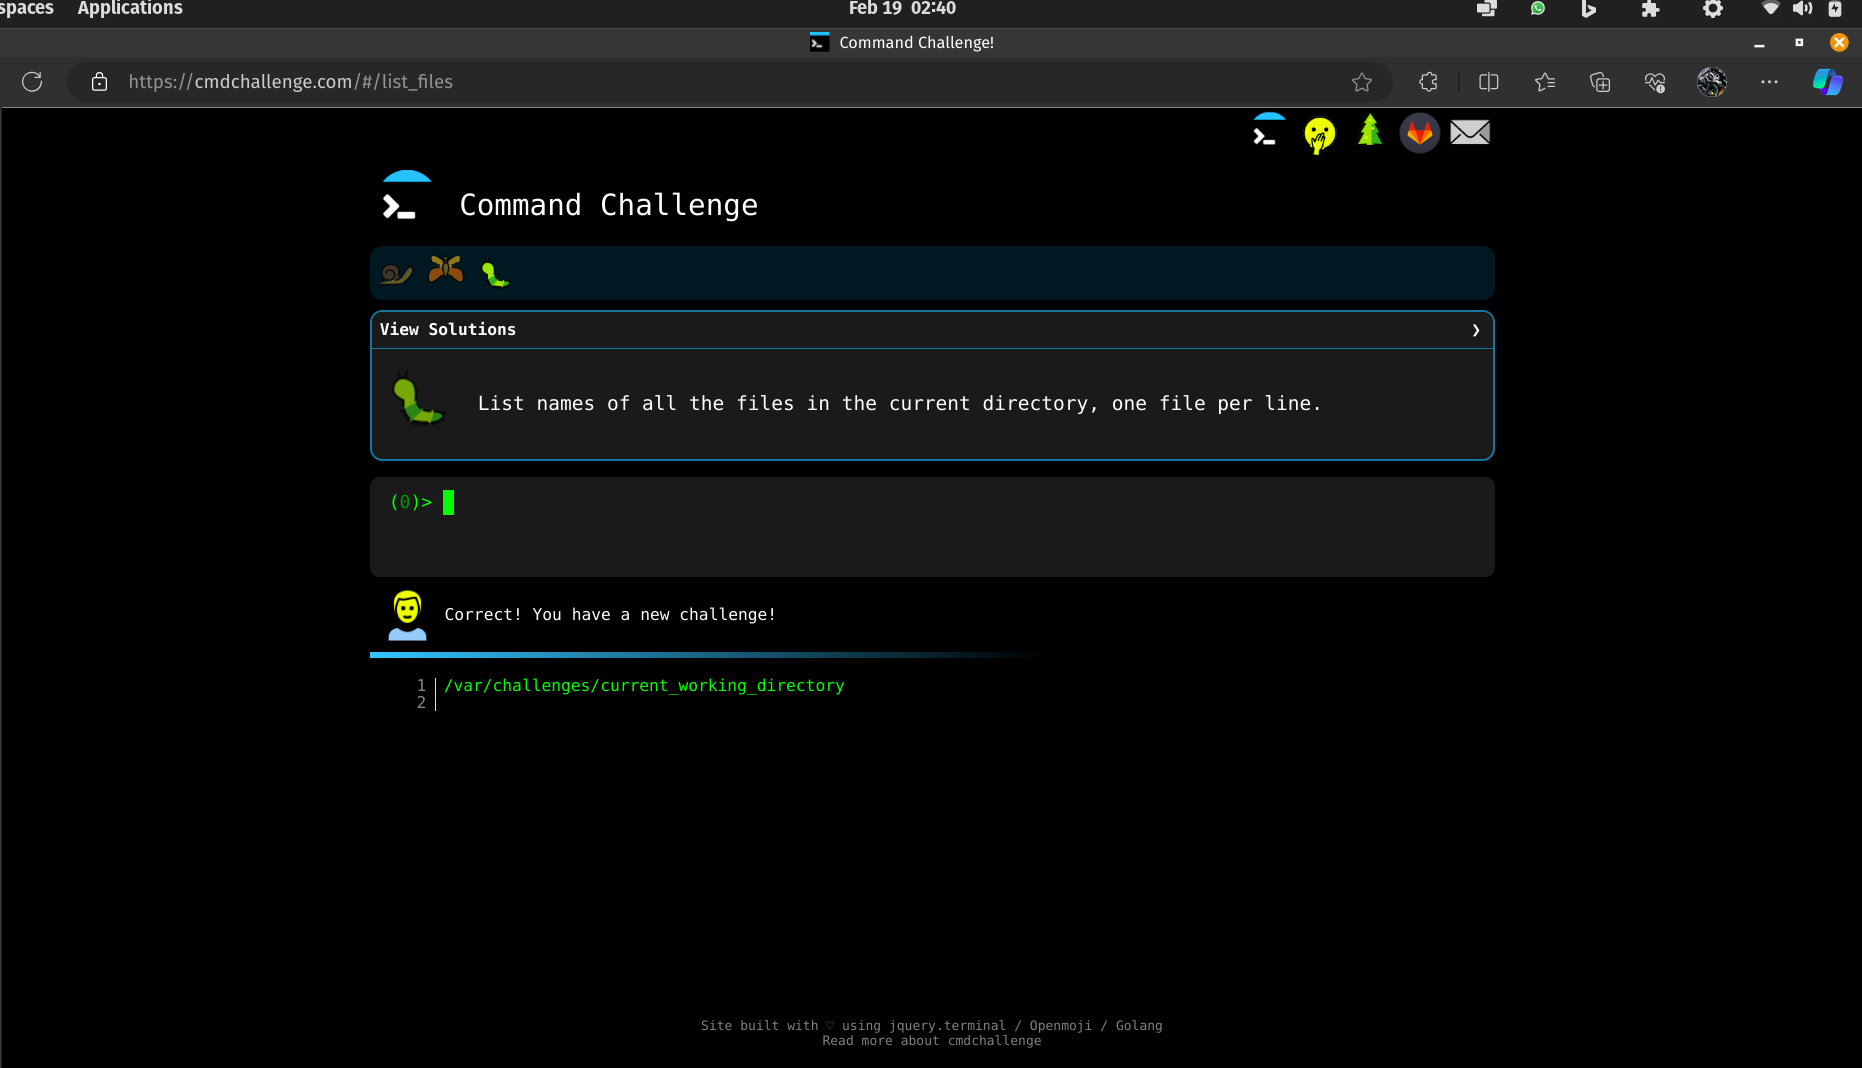 spaces Applications Feb 19 02:40
Command Challenge!
https://cmdchallenge.com/#/list_files
Command Challenge
View Solutions
List names of all the files in the current directory, one file per line.
(0)>
Correct! You have a new challenge!
1 /var/challenges/current_working_directory
2
Site built with ♡ using jquery.terminal / Openmoji / Golang
Read more about cmdchallenge